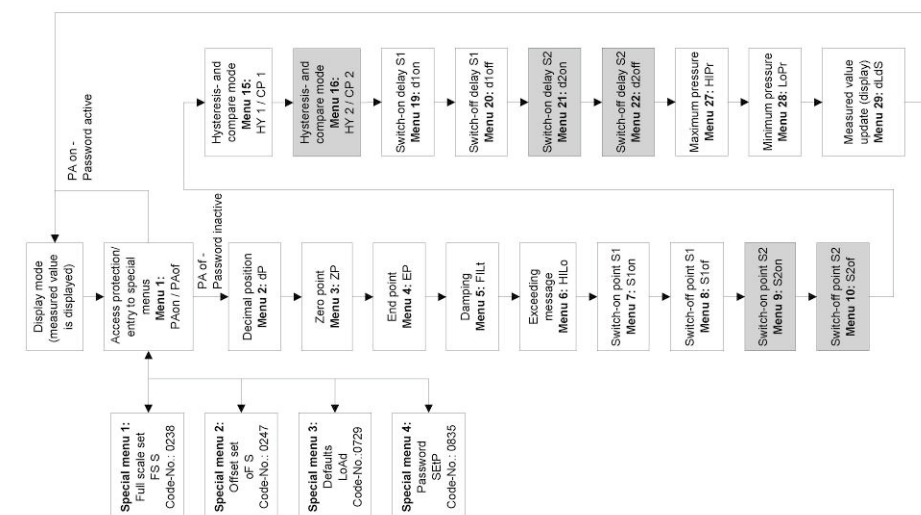 Display mode
(measured value
is displayed)
PA on -
Password active
Access protection/
entry to special
menus
Menu 1:
PAon / PAof
PA of -
Password inactive
Decimal position
Menu 2: dP
Zero point
Menu 3: ZP
End point
Menu 4: EP
Damping
Menu 5: FILt
Exceeding
message
Menu 6: HILo
Switch-on point S1
Menu 7: S1on
Switch-off point S1
Menu 8: S1of
Switch-on point S2
Menu 9: S2on
Switch-off point S2
Menu 10: S2of
Special menu 1:
Full scale set
FS S
Code-No.: 0238
Special menu 2:
Offset set
oF S
Code-No.: 0247
Special menu 3:
Defaults
LoAd
Code-No.:0729
Special menu 4:
Password
SEtP
Code-No.: 0835
Hysteresis- and
compare mode
Menu 15:
HY 1 / CP 1
Hysteresis- and
compare mode
Menu 16:
HY 2 / CP 2
Switch-on delay S1
Menu 19: d1on
Switch-off delay S1
Menu 20: d1off
Switch-on delay S2
Menu 21: d2on
Switch-off delay S2
Menu 22: d2off
Maximum pressure
Menu 27: HIPr
Minimum pressure
Menu 28: LoPr
Measured value
update (display)
Menu 29: dLdS